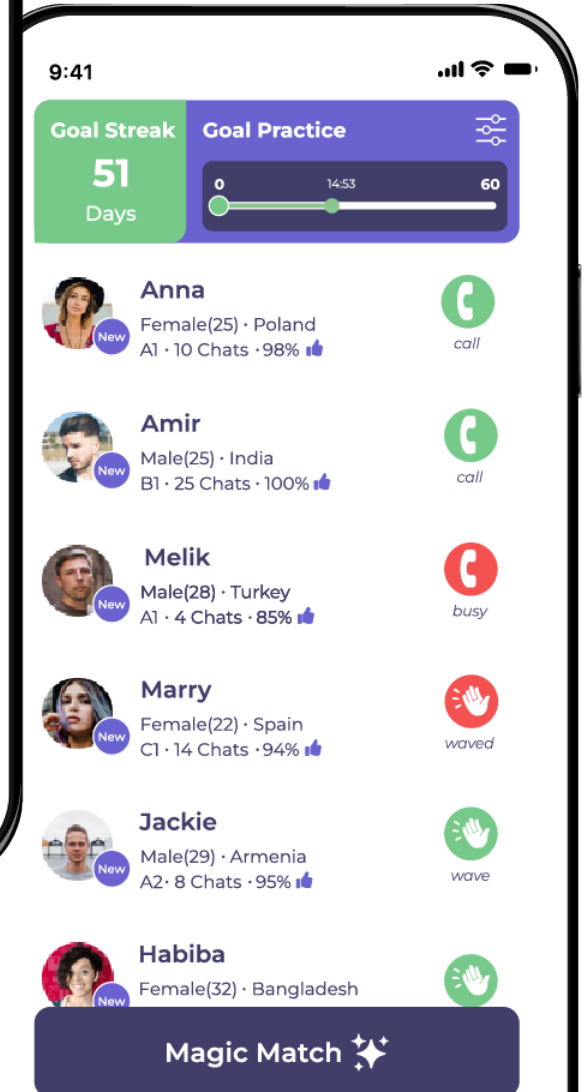 9:41
Goal Streak
51
Days
Goal Practice
0 14:53 60
Anna
New
Female(25) · Poland
A1 · 10 Chats · 98%
call
Amir
New
Male(25) · India
B1 · 25 Chats · 100%
call
Melik
New
Male(28) · Turkey
A1 · 4 Chats · 85%
busy
Marry
New
Female(22) · Spain
C1 · 14 Chats · 94%
waved
Jackie
New
Male(29) · Armenia
A2 · 8 Chats · 95%
wave
Habiba
New
Female(32) · Bangladesh
Magic Match